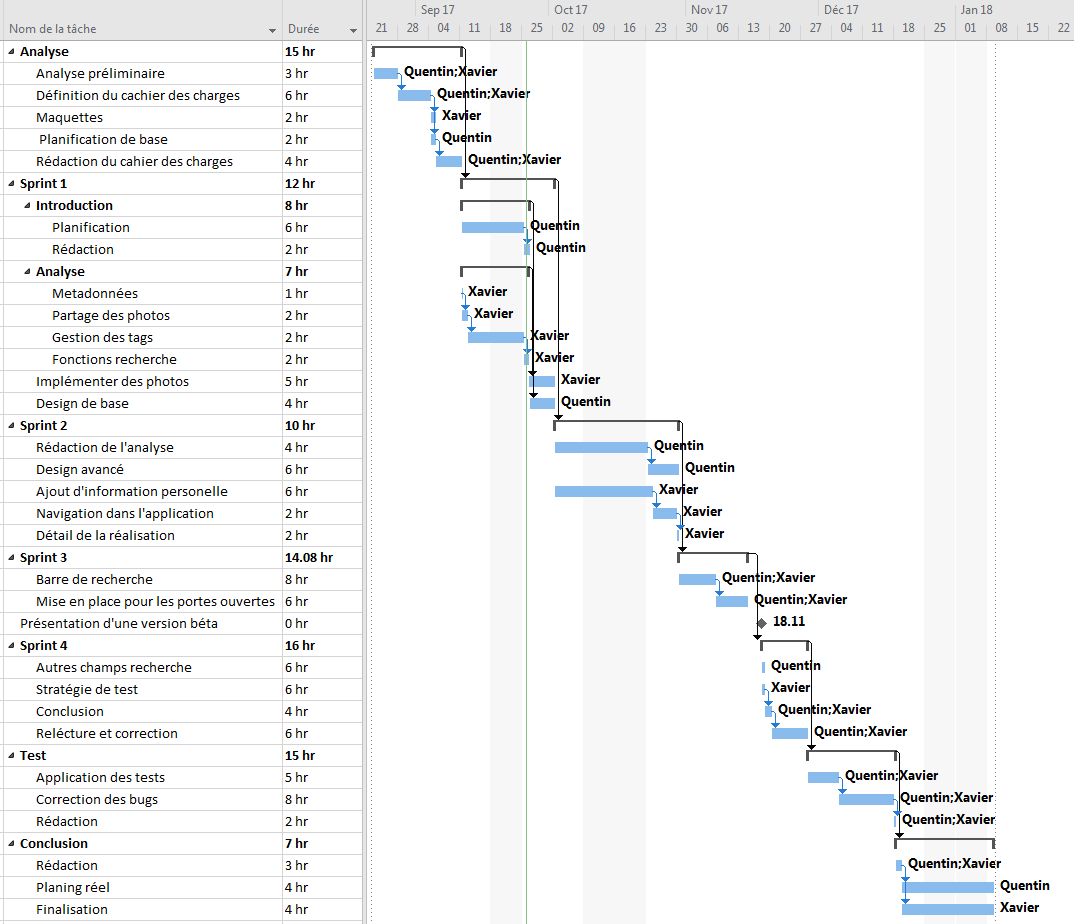 Sep 17 Oct 17 Nov 17 Déc 17 Jan 18
Nom de la tâche Durée 21 28 04 11 18 25 02 09 16 23 30 06 13 20 27 04 11 18 25 01 08 15 22
Analyse 15 hr
Analyse préliminaire 3 hr Quentin;Xavier
Définition du cachier des charges 6 hr Quentin;Xavier
Maquettes 2 hr Xavier
Planification de base 2 hr Quentin
Rédaction du cahier des charges 4 hr Quentin;Xavier
Sprint 1 12 hr
Introduction 8 hr
Planification 6 hr Quentin
Rédaction 2 hr Quentin
Analyse 7 hr
Metadonnées 1 hr Xavier
Partage des photos 2 hr Xavier
Gestion des tags 2 hr Xavier
Fonctions recherche 2 hr Xavier
Implémenter des photos 5 hr Xavier
Design de base 4 hr Quentin
Sprint 2 10 hr
Rédaction de l'analyse 4 hr Quentin
Design avancé 6 hr Quentin
Ajout d'information personelle 6 hr Xavier
Navigation dans l'application 2 hr Xavier
Détail de la réalisation 2 hr Xavier
Sprint 3 14.08 hr
Barre de recherche 8 hr Quentin;Xavier
Mise en place pour les portes ouvertes 6 hr Quentin;Xavier
Présentation d'une version béta 0 hr 18.11
Sprint 4 16 hr
Autres champs recherche 6 hr Quentin
Stratégie de test 6 hr Xavier
Conclusion 4 hr Quentin;Xavier
Relécture et correction 6 hr Quentin;Xavier
Test 15 hr
Application des tests 5 hr Quentin;Xavier
Correction des bugs 8 hr Quentin;Xavier
Rédaction 2 hr Quentin;Xavier
Conclusion 7 hr
Rédaction 3 hr Quentin;Xavier
Planing réel 4 hr Quentin
Finalisation 4 hr Xavier